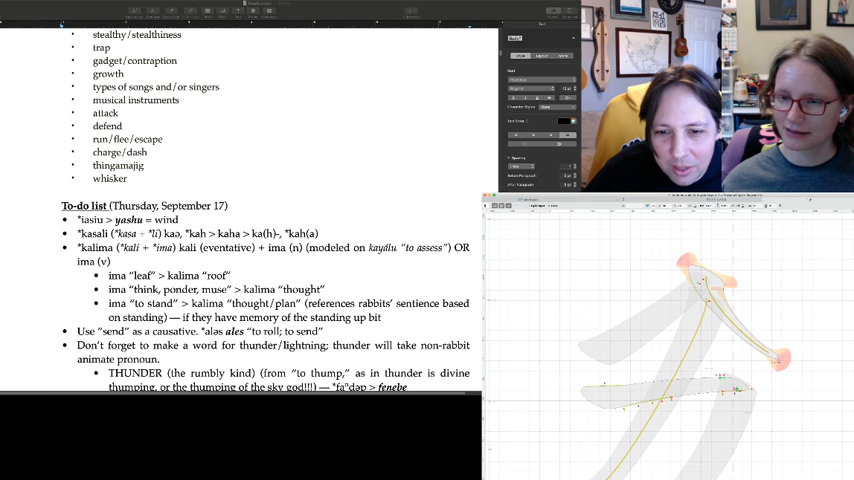 stealthy/stealthiness
trap
gadget/contraption
growth
types of songs and/or singers
musical instruments
attack
defend
run/flee/escape
charge/dash
thingamajig
whisker
To-do list (Thursday, September 17)
*iasiu > yashu = wind
*kasali (*kasa + *li) kaə, *kah > kaha > ka(h)-, *kah(a)
*kalima (*kali + *ima) kali (eventative) + ima (n) (modeled on kayálu "to assess") OR
ima (v)
ima "leaf" > kalima "roof"
ima "think, ponder, muse" > kalima "thought"
ima "to stand" > kalima "thought/plan" (references rabbits' sentience based
on standing) — if they have memory of the standing up bit
Use "send" as a causative. *aləs ales "to roll; to send"
Don't forget to make a word for thunder/lightning; thunder will take non-rabbit
animate pronoun.
THUNDER (the rumbly kind) (from "to thump," as in thunder is divine
thumping, or the thumping of the sky god!!!) — *faⁿdəp > fenebe